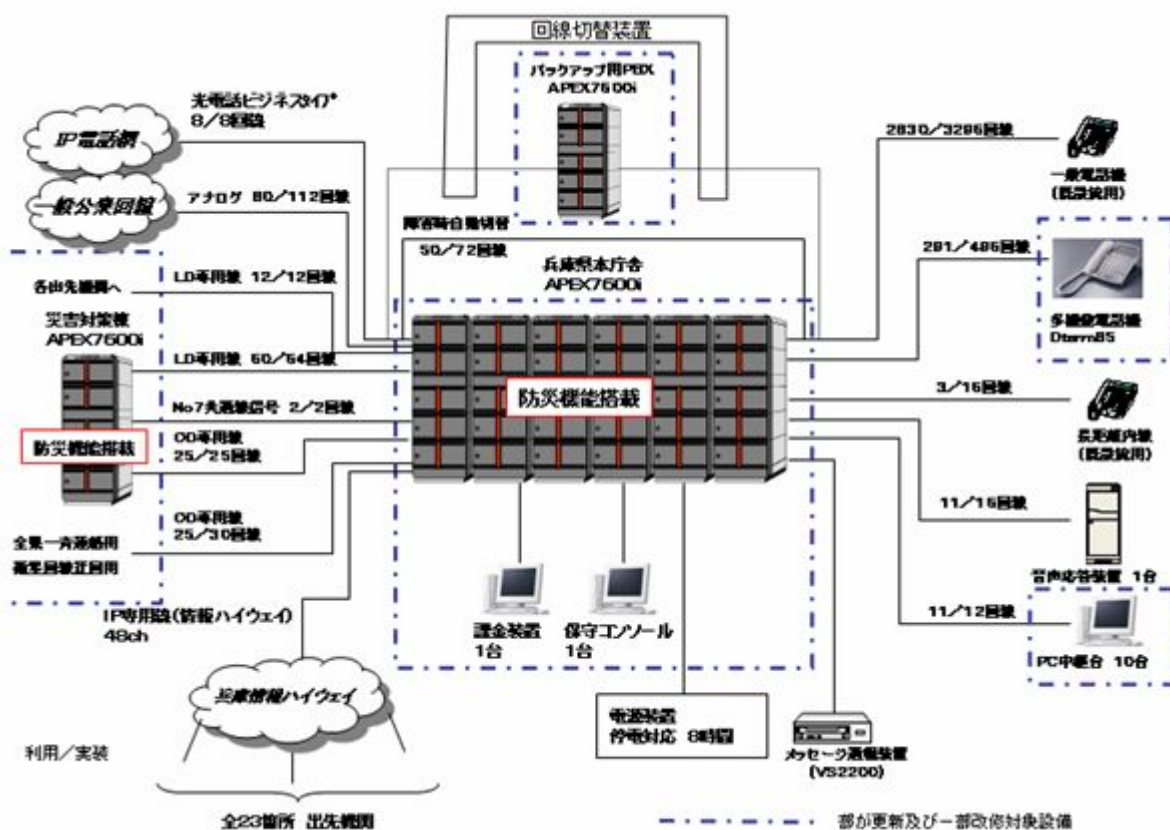 回線切替装置
バックアップ用PBX
APEX7600i
光電話ビジネスタイプ
8/8回線
IP電話網
一般公衆回線
アナログ 80/112回線
障害時自動切替
50/72回線
兵庫県本庁舎
APEX7600i
各出先機関へ
LD専用線 12/12回線
災害対策棟
APEX7600i
LD専用線 50/54回線
No7共通線信号 2/2回線
防災機能搭載
OD専用線
25/25回線
OD専用線
25/30回線
全県一斉連絡用
衛星回線迂回用
IP専用線(情報ハイウェイ)
48ch
兵庫情報ハイウェイ
全23箇所 出先機関
利用/実装
防災機能搭載
課金装置
1台
保守コンソール
1台
電源装置
停電対応 8時間
メッセージ通報装置
(VS2200)
2830/3286回線
一般電話機
(既設流用)
281/486回線
多機能電話機
Dterm85
3/16回線
長距離内線
(既設流用)
11/16回線
音声応答装置 1台
11/12回線
PC中継台 10台
部が更新及び一部改修対象設備